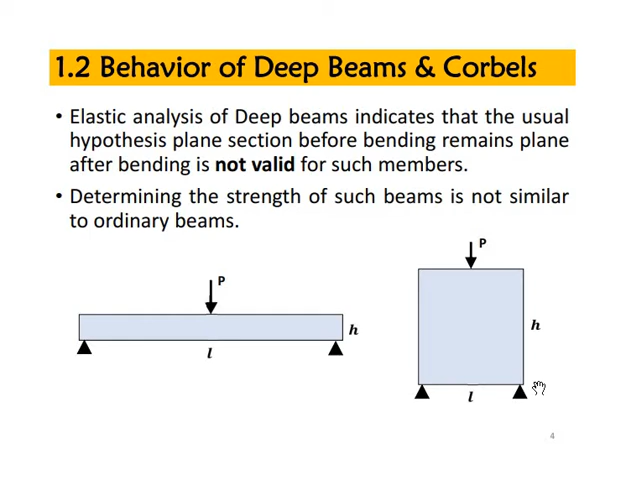 1.2 Behavior of Deep Beams & Corbels
• Elastic analysis of Deep beams indicates that the usual
hypothesis plane section before bending remains plane
after bending is not valid for such members.
• Determining the strength of such beams is not similar
to ordinary beams.
P
h
l
P
h
l
4